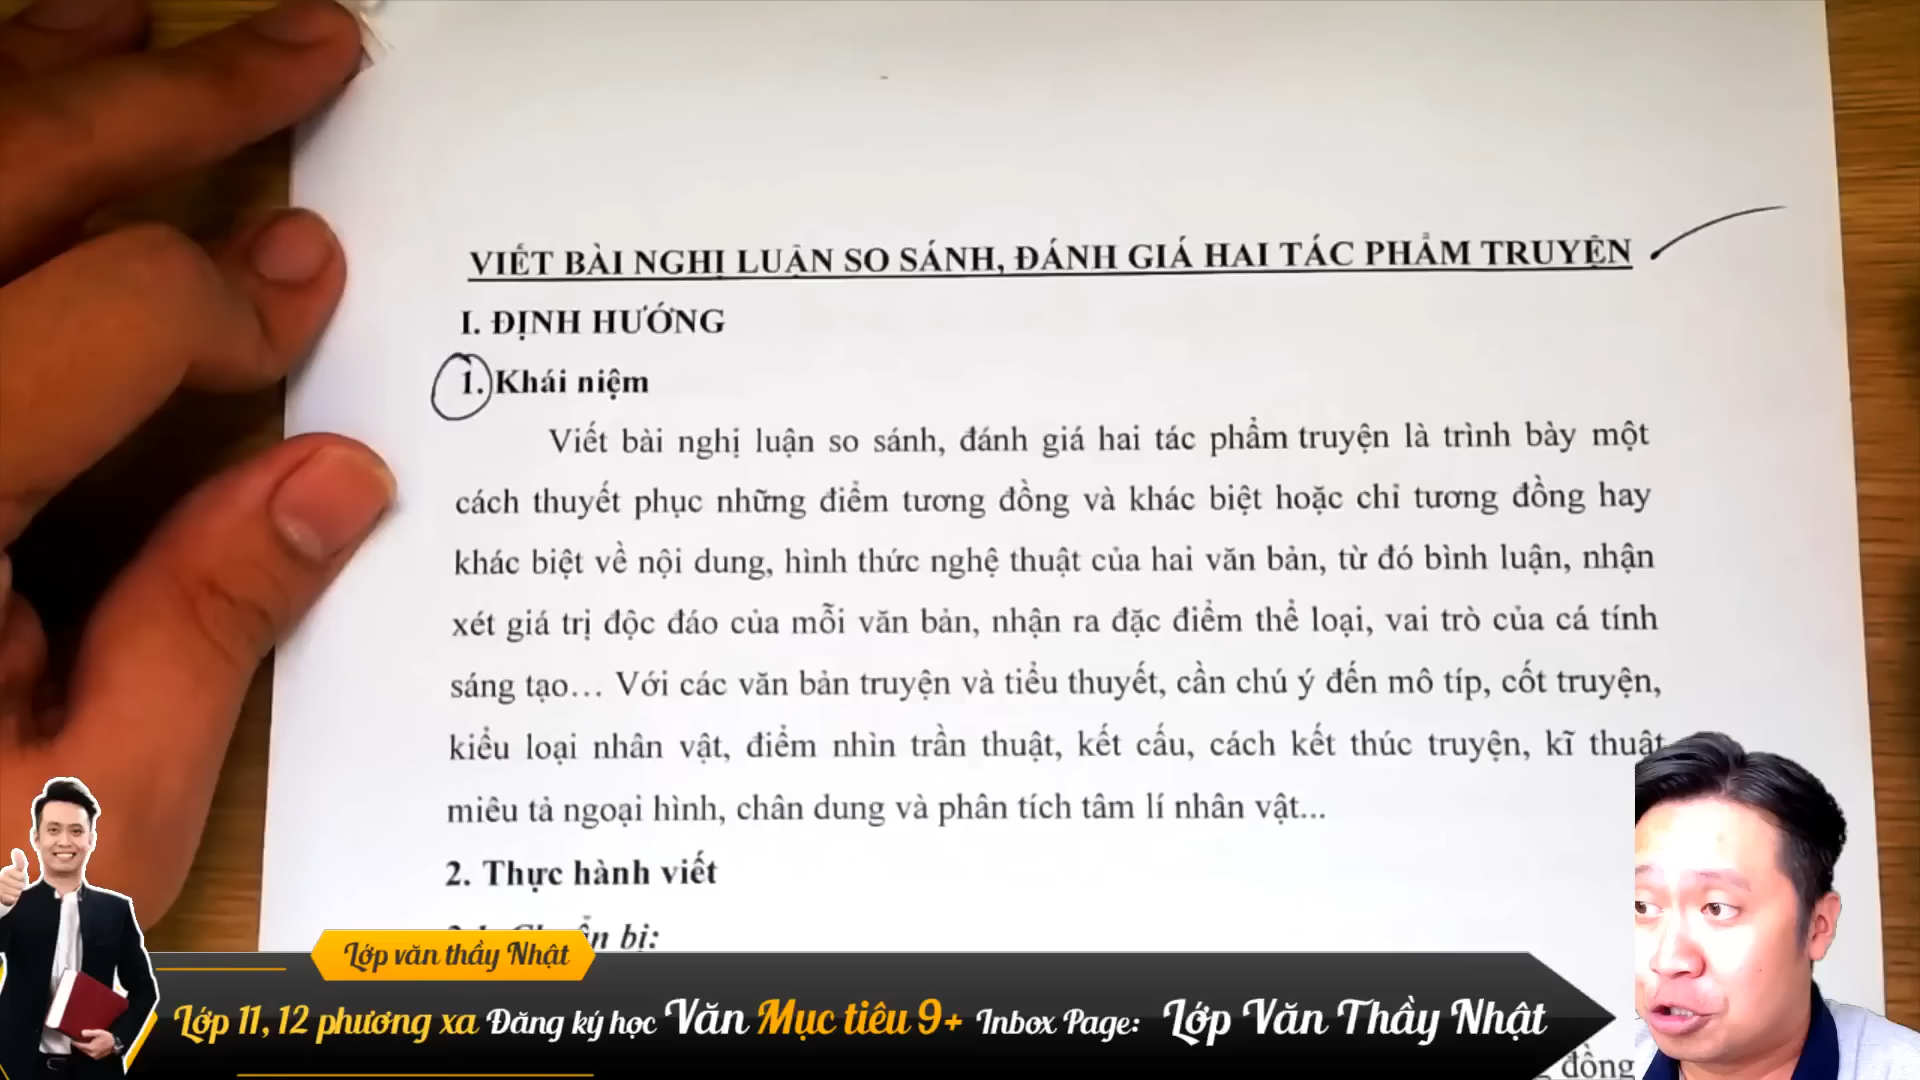 VIẾT BÀI NGHỊ LUẬN SO SÁNH, ĐÁNH GIÁ HAI TÁC PHẨM TRUYỆN
I. ĐỊNH HƯỚNG
1. Khái niệm
Viết bài nghị luận so sánh, đánh giá hai tác phẩm truyện là trình bày một
cách thuyết phục những điểm tương đồng và khác biệt hoặc chỉ tương đồng hay
khác biệt về nội dung, hình thức nghệ thuật của hai văn bản, từ đó bình luận, nhận
xét giá trị độc đáo của mỗi văn bản, nhận ra đặc điểm thể loại, vai trò của cá tính
sáng tạo… Với các văn bản truyện và tiểu thuyết, cần chú ý đến mô típ, cốt truyện,
kiểu loại nhân vật, điểm nhìn trần thuật, kết cấu, cách kết thúc truyện, kĩ thuật
miêu tả ngoại hình, chân dung và phân tích tâm lí nhân vật...
2. Thực hành viết
bị:
Lớp văn thầy Nhật
Lớp 11, 12 phương xa Đăng ký học Văn Mục tiêu 9+ Inbox Page: Lớp Văn Thầy Nhật
đồng